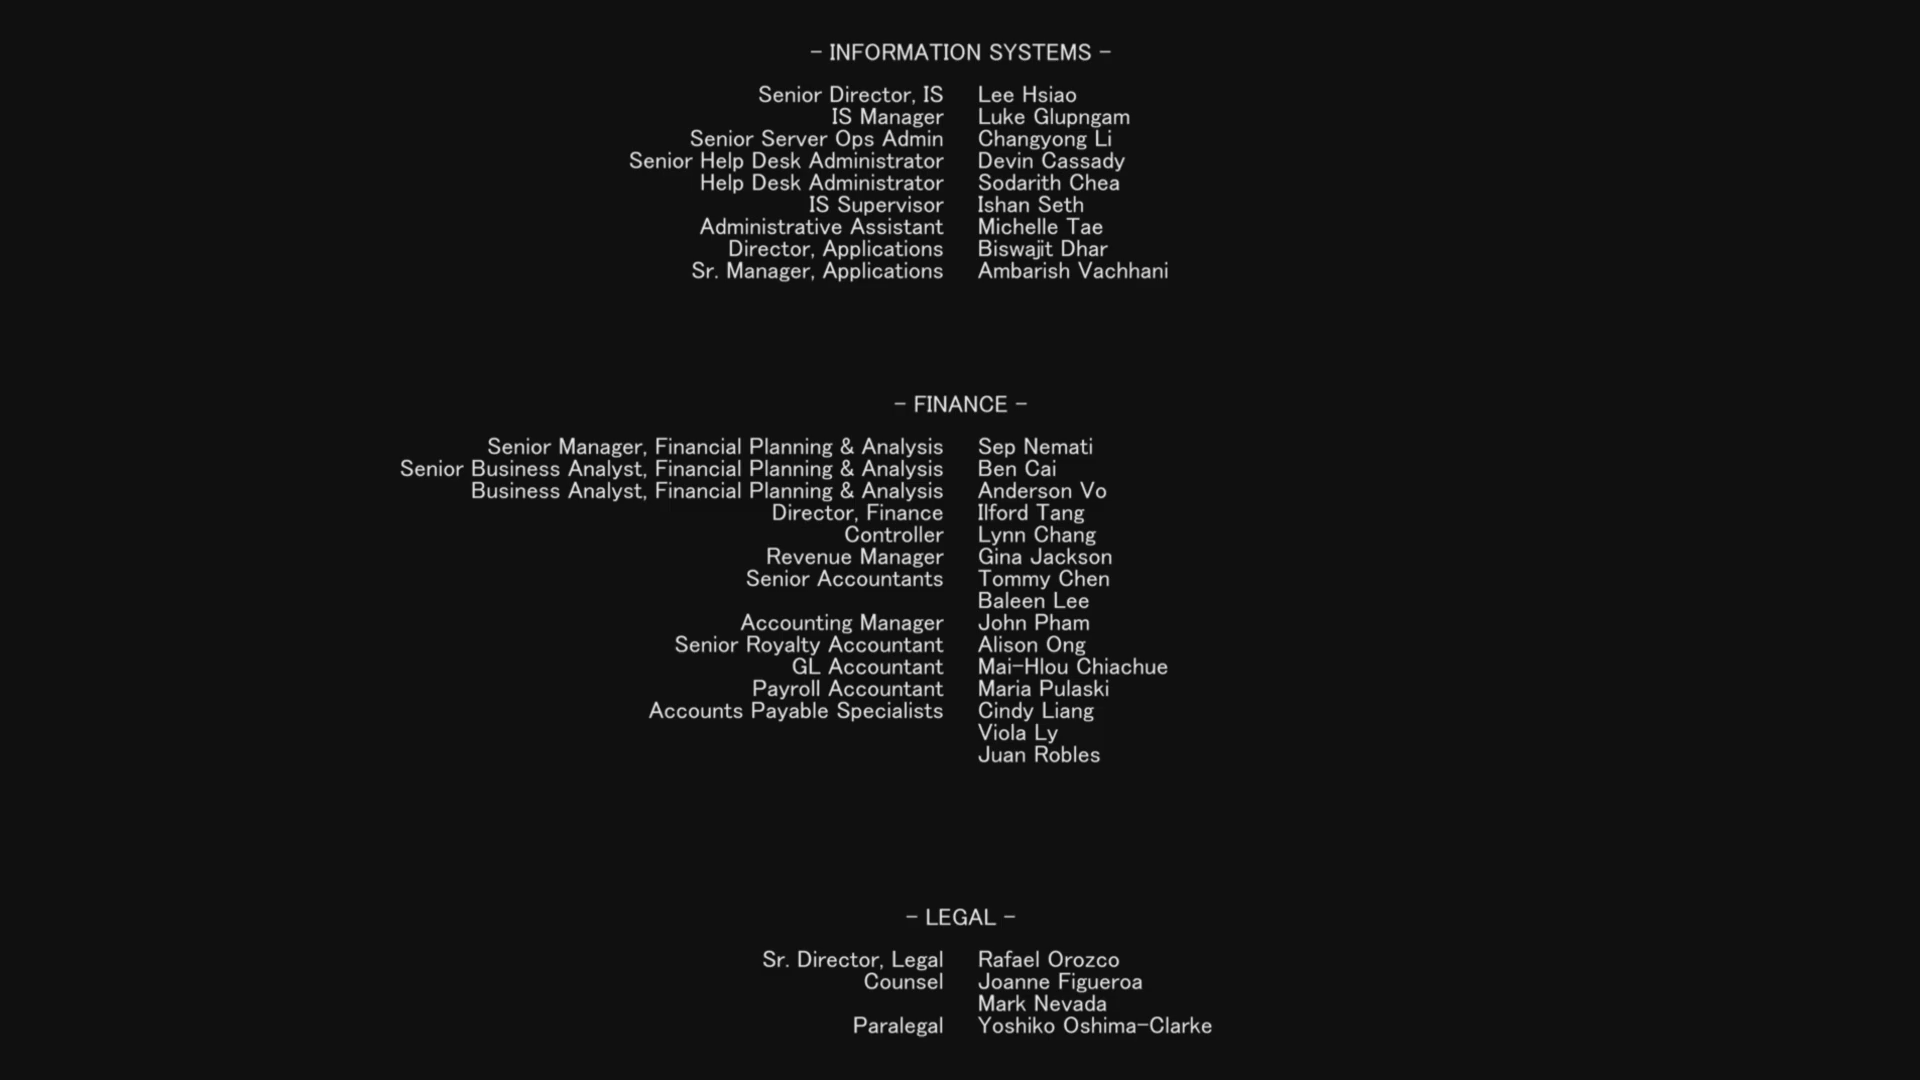 - INFORMATION SYSTEMS -
Senior Director, IS Lee Hsiao
IS Manager Luke Glupngam
Senior Server Ops Admin Changyong Li
Senior Help Desk Administrator Devin Cassady
Help Desk Administrator Sodarith Chea
IS Supervisor Ishan Seth
Administrative Assistant Michelle Tae
Director, Applications Biswajit Dhar
Sr. Manager, Applications Ambarish Vachhani
- FINANCE -
Senior Manager, Financial Planning & Analysis Sep Nemati
Senior Business Analyst, Financial Planning & Analysis Ben Cai
Business Analyst, Financial Planning & Analysis Anderson Vo
Director, Finance Ilford Tang
Controller Lynn Chang
Revenue Manager Gina Jackson
Senior Accountants Tommy Chen
Baleen Lee
Accounting Manager John Pham
Senior Royalty Accountant Alison Ong
GL Accountant Mai-Hlou Chiachue
Payroll Accountant Maria Pulaski
Accounts Payable Specialists Cindy Liang
Viola Ly
Juan Robles
- LEGAL -
Sr. Director, Legal Rafael Orozco
Counsel Joanne Figueroa
Mark Nevada
Paralegal Yoshiko Oshima-Clarke